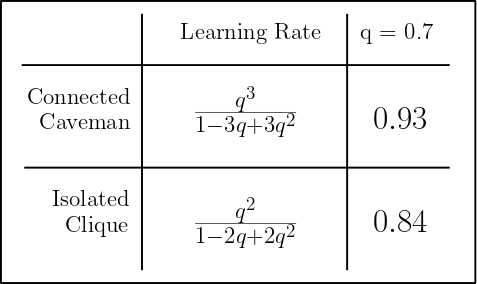 Learning Rate q = 0.7
Connected Caveman q^3/(1−3q+3q^2) 0.93
Isolated Clique q^2/(1−2q+2q^2) 0.84